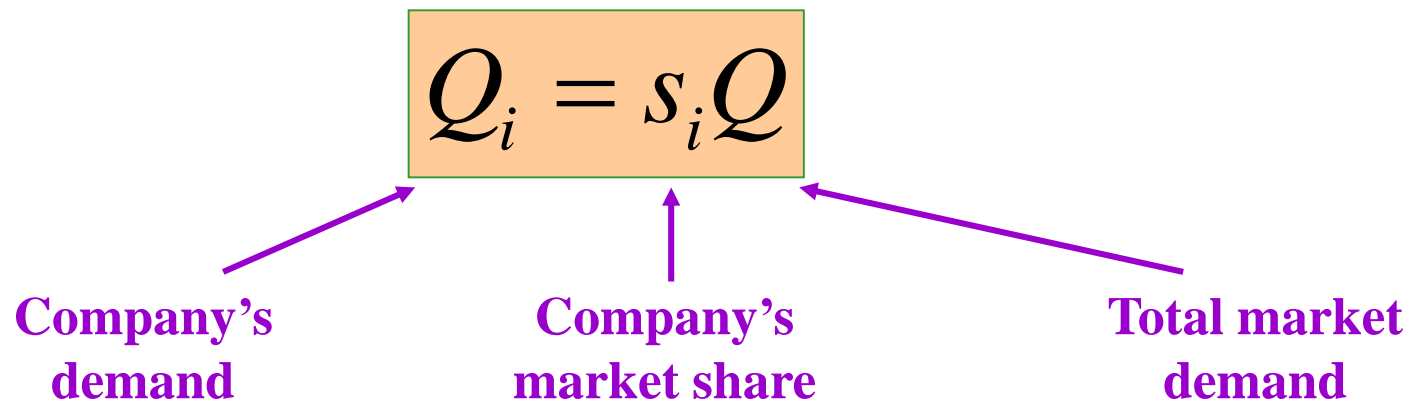 Qᵢ = sᵢQ
Company’s demand
Company’s market share
Total market demand